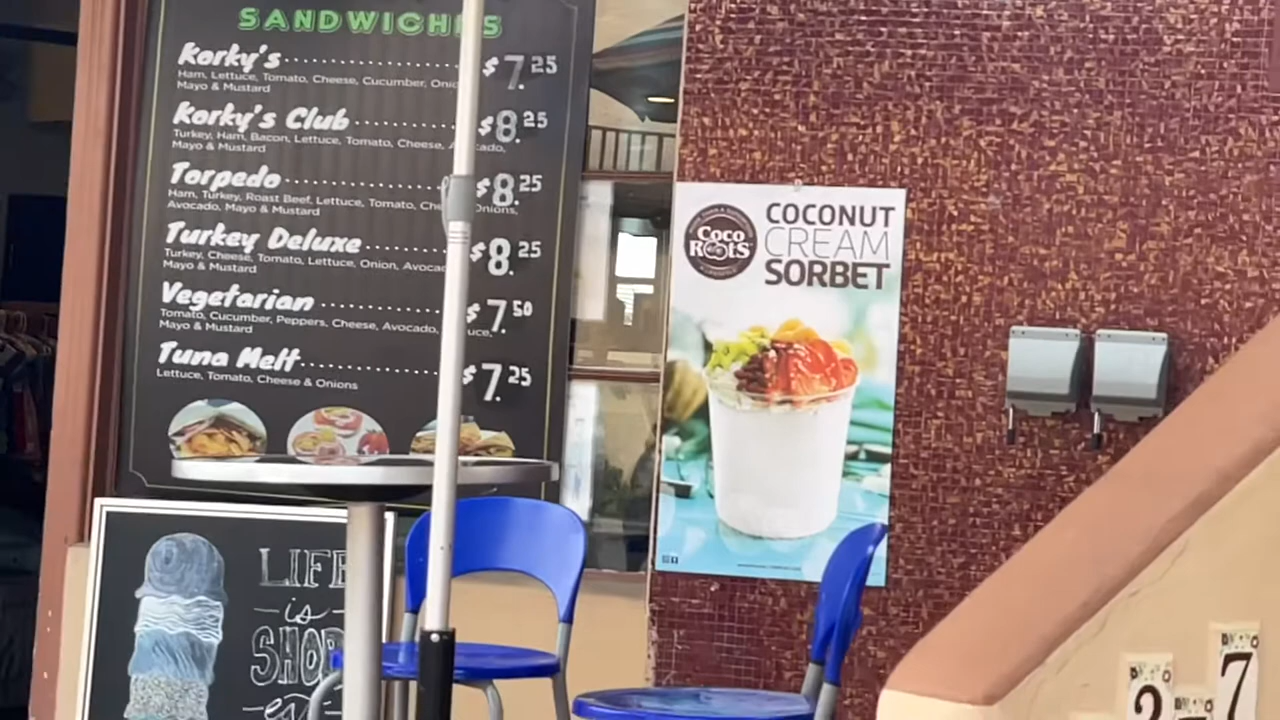 SANDWICHES
Korky's $7.25
Ham, Lettuce, Tomato, Cheese, Cucumber,
Mayo & Mustard
Korky's Club $8.25
Turkey, Ham, Bacon, Lettuce, Tomato, Cheese,
Mayo & Mustard
Torpedo $8.25
Ham, Turkey, Roast Beef, Lettuce, Tomato, Onions,
Avocado, Mayo & Mustard
Turkey Deluxe $8.25
Turkey, Cheese, Tomato, Lettuce, Onion,
Mayo & Mustard
Vegetarian $7.50
Tomato, Cucumber, Peppers, Cheese, Avocado,
Mayo & Mustard
Tuna Melt $7.25
Lettuce, Tomato, Cheese & Onions
Coco
Roots
COCONUT
CREAM
SORBET
LIFE
is
27